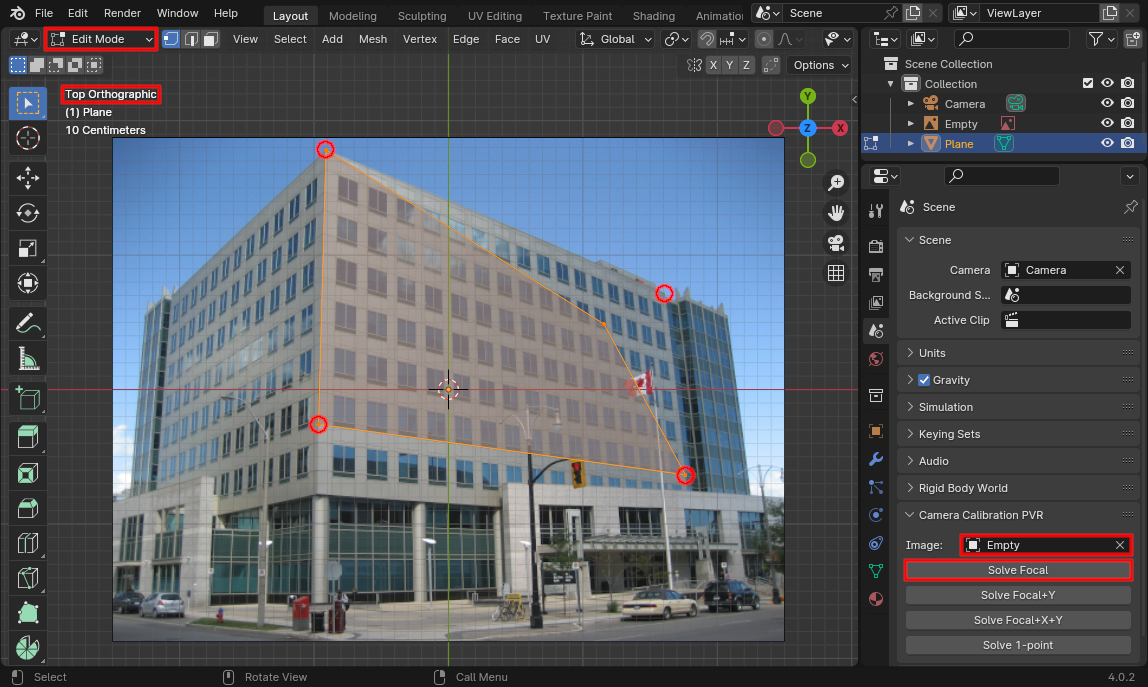 File Edit Render Window Help Layout Modeling Sculpting UV Editing Texture Paint Shading Animation Scene ViewLayer
Edit Mode View Select Add Mesh Vertex Edge Face UV Global
X Y Z Options
Top Orthographic
(1) Plane
10 Centimeters
Y
Z
X
Scene Collection
Collection
Camera
Empty
Plane
Scene
Scene
Camera Camera
Background S...
Active Clip
Units
Gravity
Simulation
Keying Sets
Audio
Rigid Body World
Camera Calibration PVR
Image: Empty
Solve Focal
Solve Focal+Y
Solve Focal+X+Y
Solve 1-point
Select Rotate View Call Menu 4.0.2